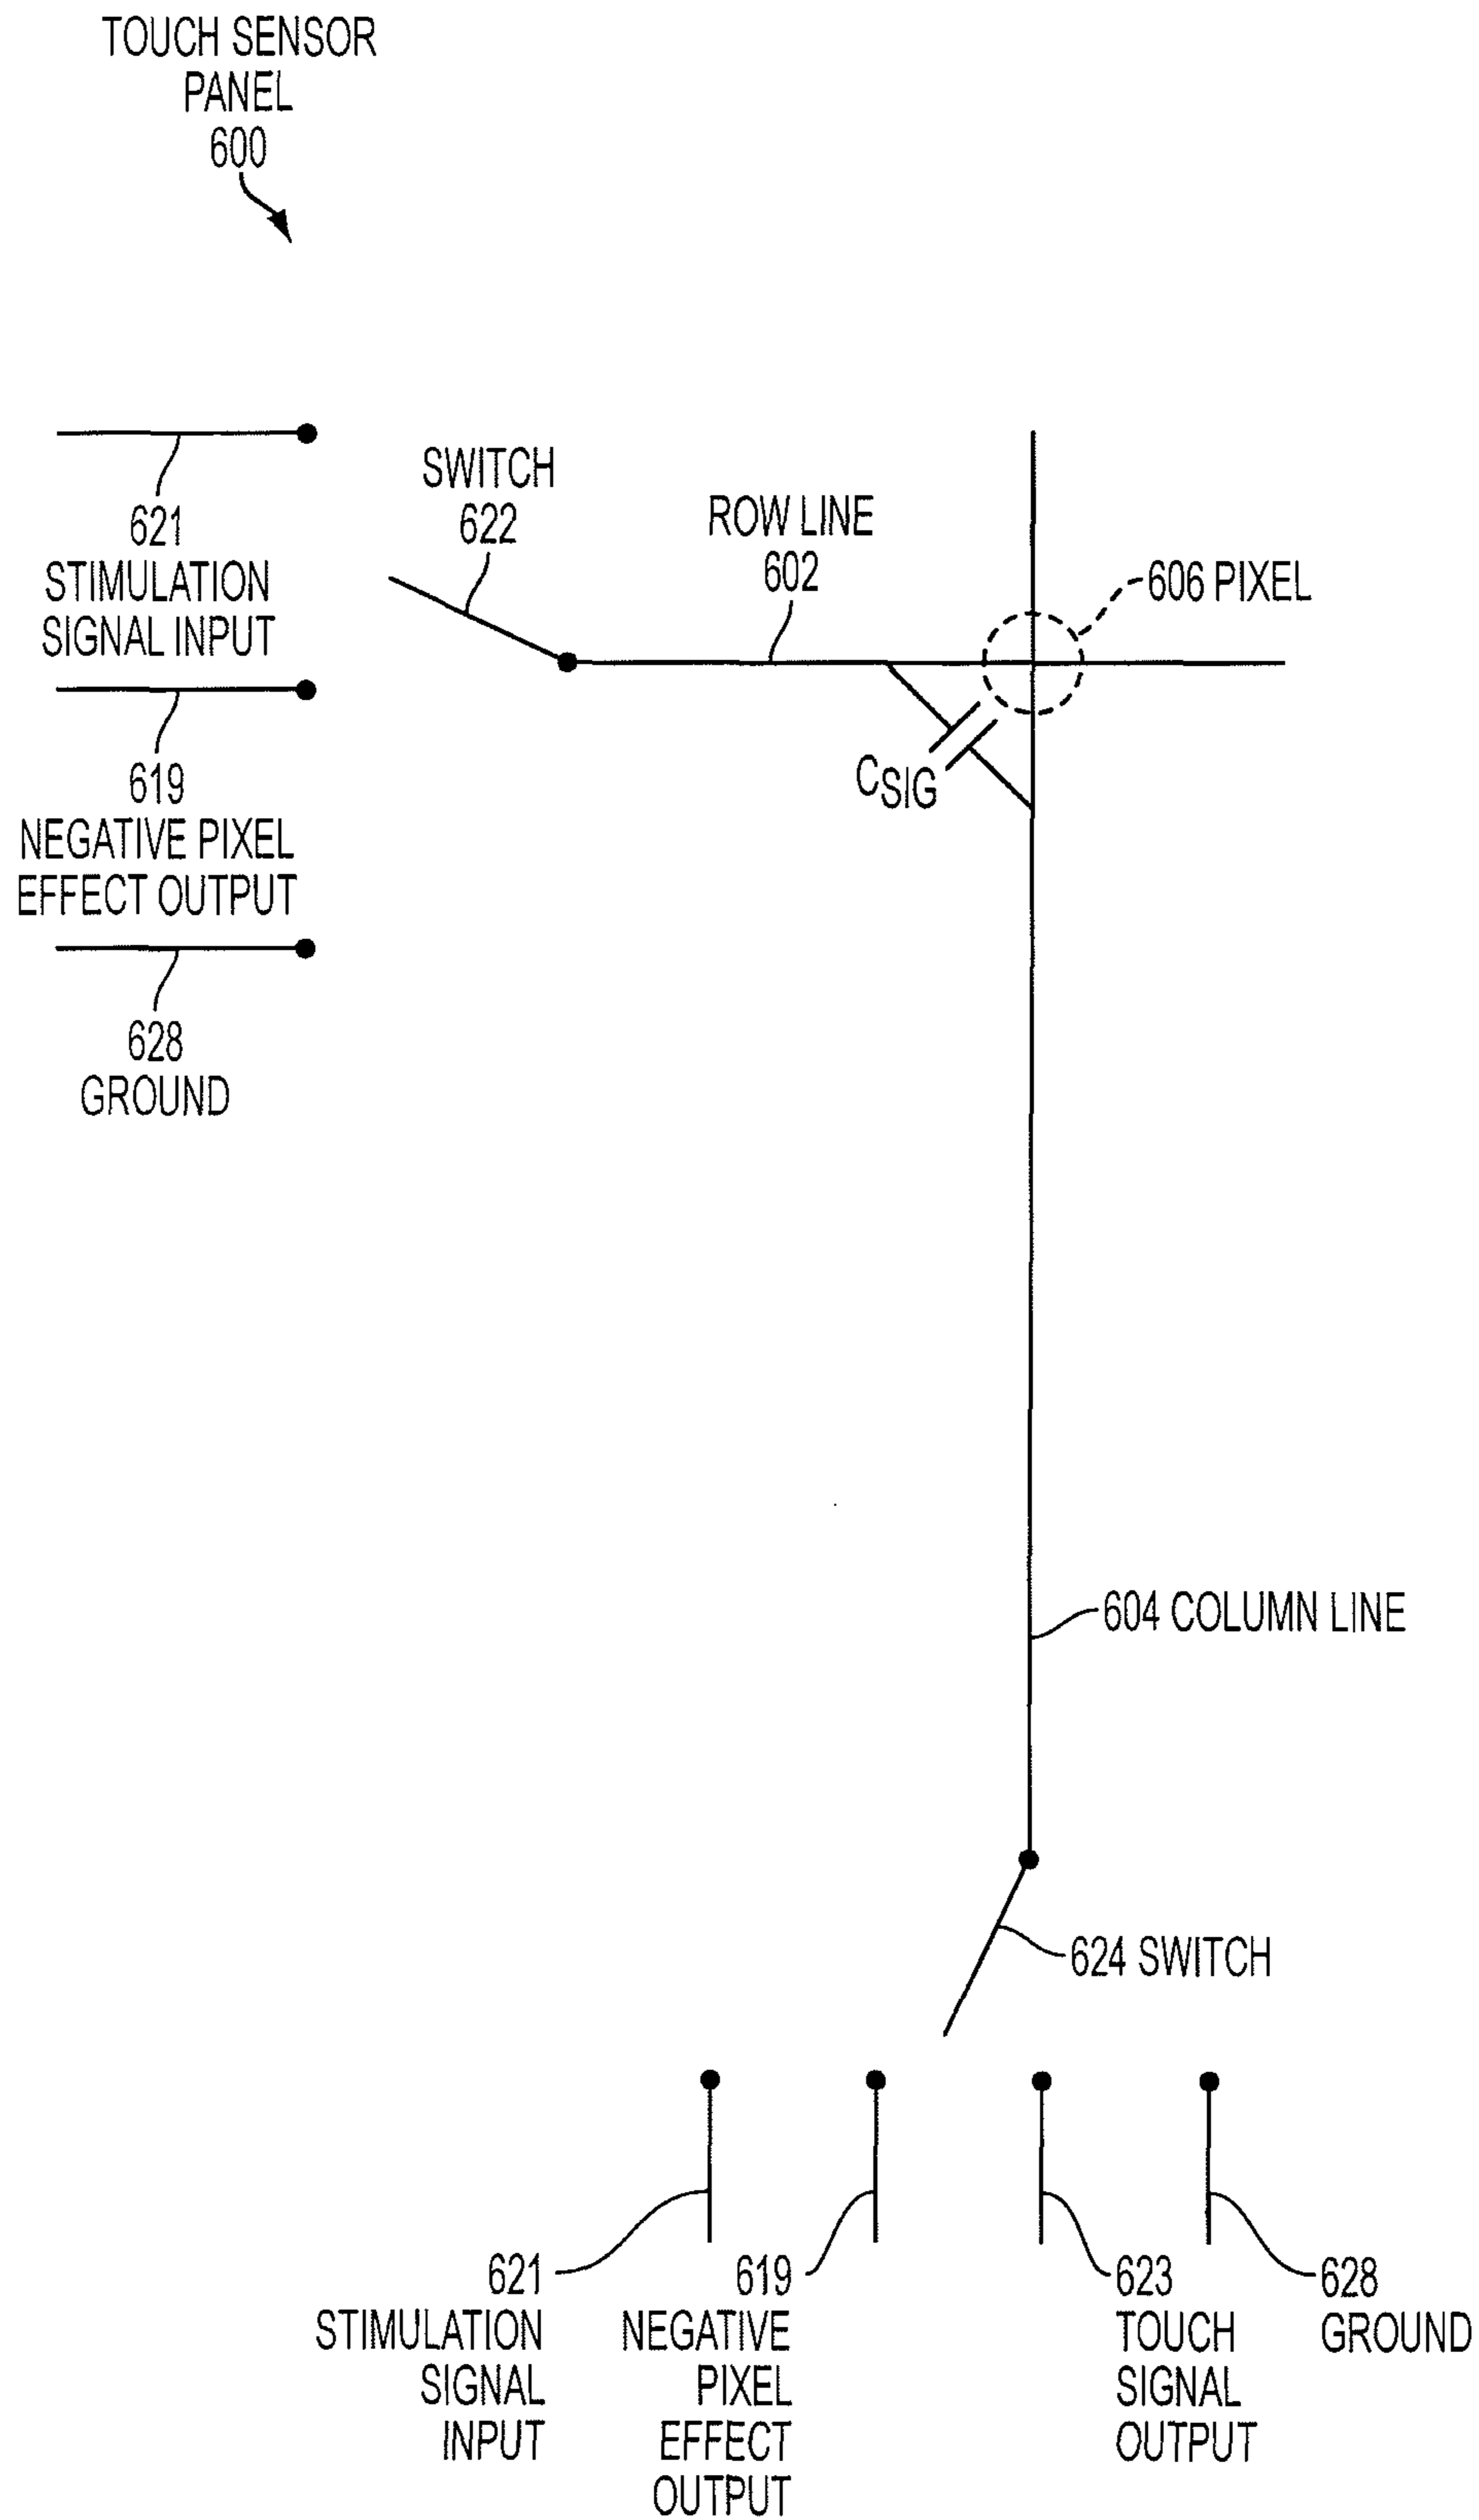 TOUCH SENSOR
PANEL
600
621
STIMULATION
SIGNAL INPUT
SWITCH
622
ROW LINE
602
606 PIXEL
CSIG
619
NEGATIVE PIXEL
EFFECT OUTPUT
628
GROUND
604 COLUMN LINE
624 SWITCH
621
STIMULATION
SIGNAL
INPUT
619
NEGATIVE
PIXEL
EFFECT
OUTPUT
623
TOUCH
SIGNAL
OUTPUT
628
GROUND